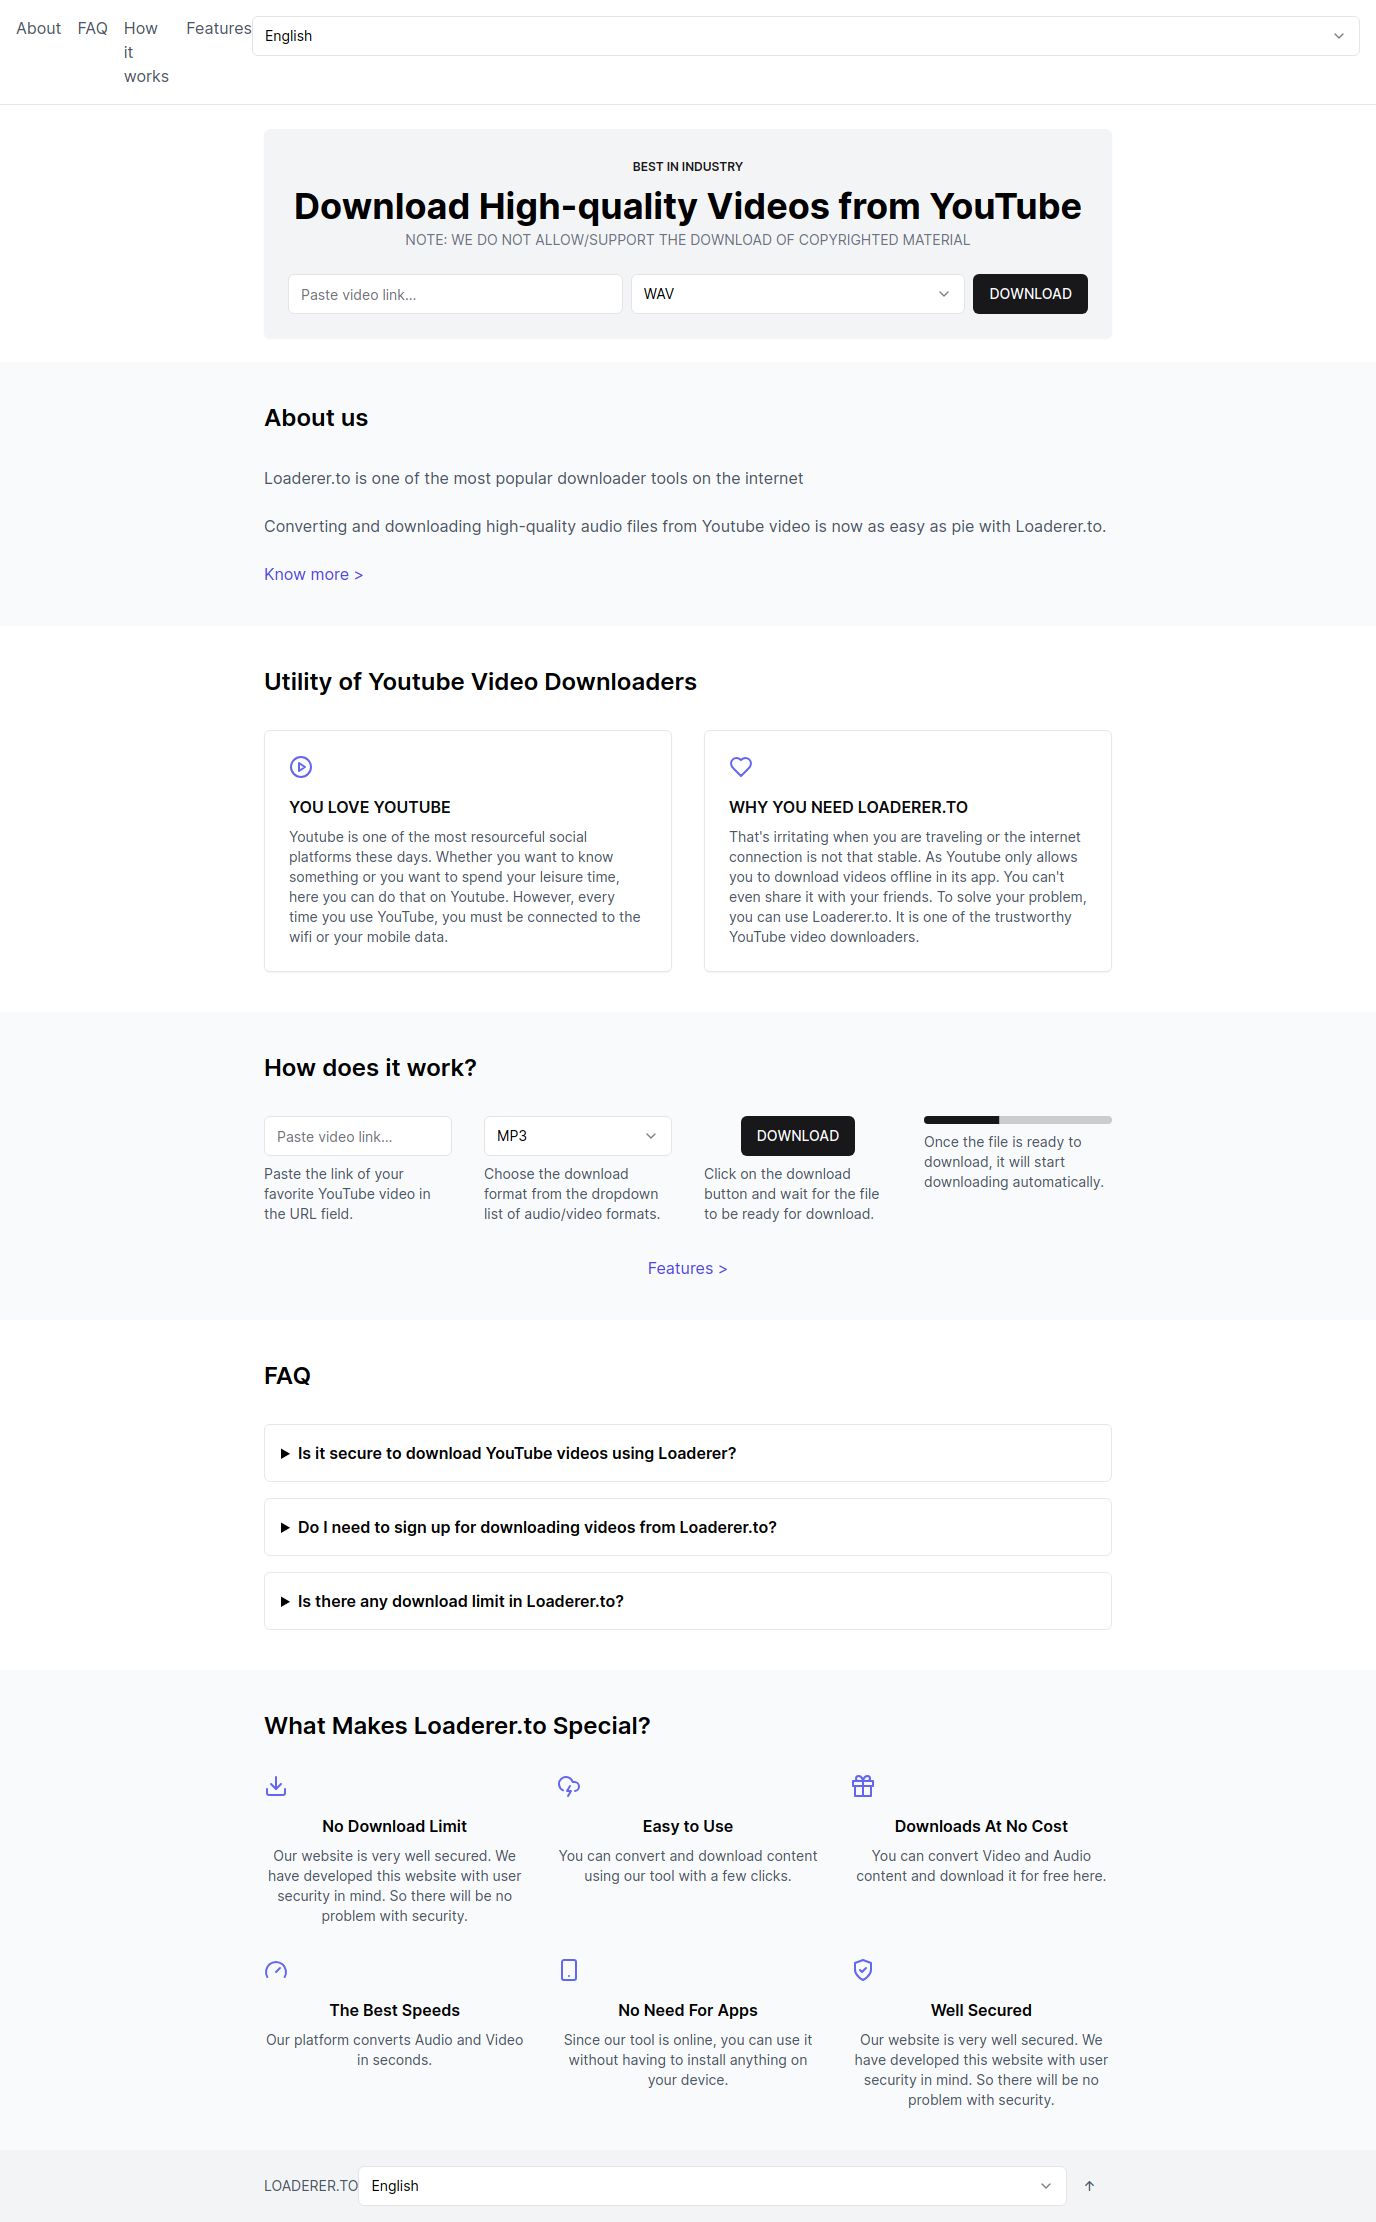 About
FAQ
How
it
works
Features
English
BEST IN INDUSTRY
Download High-quality Videos from YouTube
NOTE: WE DO NOT ALLOW/SUPPORT THE DOWNLOAD OF COPYRIGHTED MATERIAL
Paste video link...
WAV
DOWNLOAD
About us
Loaderer.to is one of the most popular downloader tools on the internet
Converting and downloading high-quality audio files from Youtube video is now as easy as pie with Loaderer.to.
Know more >
Utility of Youtube Video Downloaders
YOU LOVE YOUTUBE
Youtube is one of the most resourceful social
platforms these days. Whether you want to know
something or you want to spend your leisure time,
here you can do that on Youtube. However, every
time you use YouTube, you must be connected to the
wifi or your mobile data.
WHY YOU NEED LOADERER.TO
That's irritating when you are traveling or the internet
connection is not that stable. As Youtube only allows
you to download videos offline in its app. You can't
even share it with your friends. To solve your problem,
you can use Loaderer.to. It is one of the trustworthy
YouTube video downloaders.
How does it work?
Paste video link...
Paste the link of your
favorite YouTube video in
the URL field.
MP3
Choose the download
format from the dropdown
list of audio/video formats.
DOWNLOAD
Click on the download
button and wait for the file
to be ready for download.
Once the file is ready to
download, it will start
downloading automatically.
Features >
FAQ
Is it secure to download YouTube videos using Loaderer?
Do I need to sign up for downloading videos from Loaderer.to?
Is there any download limit in Loaderer.to?
What Makes Loaderer.to Special?
No Download Limit
Our website is very well secured. We
have developed this website with user
security in mind. So there will be no
problem with security.
Easy to Use
You can convert and download content
using our tool with a few clicks.
Downloads At No Cost
You can convert Video and Audio
content and download it for free here.
The Best Speeds
Our platform converts Audio and Video
in seconds.
No Need For Apps
Since our tool is online, you can use it
without having to install anything on
your device.
Well Secured
Our website is very well secured. We
have developed this website with user
security in mind. So there will be no
problem with security.
LOADERER.TO
English
↑